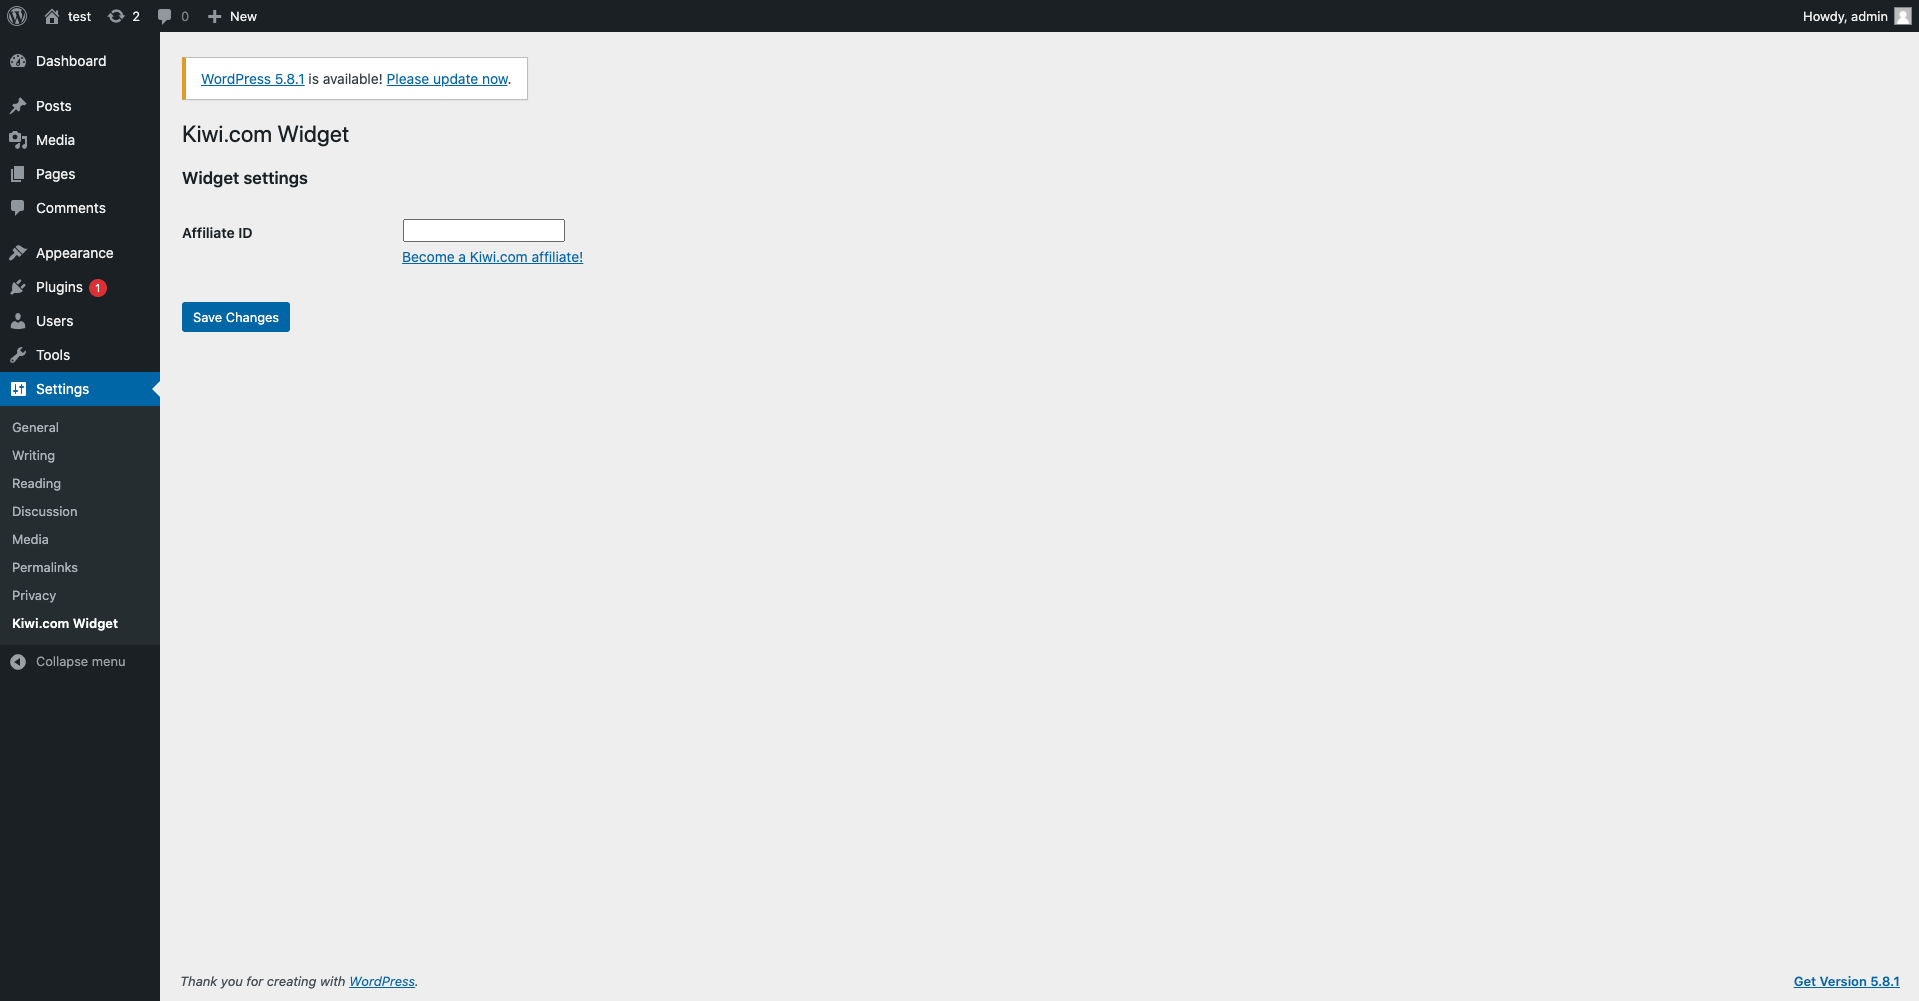 test 2 0 New Howdy, admin
Dashboard
Posts
Media
Pages
Comments
Appearance
Plugins 1
Users
Tools
Settings
General
Writing
Reading
Discussion
Media
Permalinks
Privacy
Kiwi.com Widget
Collapse menu
WordPress 5.8.1 is available! Please update now.
Kiwi.com Widget
Widget settings
Affiliate ID
Become a Kiwi.com affiliate!
Save Changes
Thank you for creating with WordPress. Get Version 5.8.1